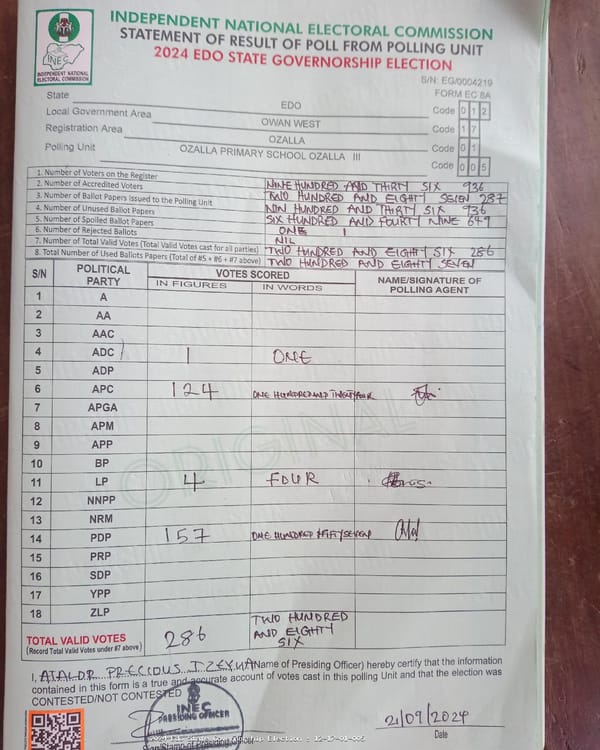 INDEPENDENT NATIONAL ELECTORAL COMMISSION
STATEMENT OF RESULT OF POLL FROM POLLING UNIT
2024 EDO STATE GOVERNORSHIP ELECTION
INEC
INDEPENDENT NATIONAL
ELECTORAL COMMISSION
S/N: EG/0004219
FORM EC 8A
State EDO Code 0 1 2
Local Government Area OWAN WEST Code 1 7
Registration Area OZALLA Code 0 1
Polling Unit OZALLA PRIMARY SCHOOL OZALLA III Code 0 0 5
1. Number of Voters on the Register NINE HUNDRED AND THIRTY SIX 936
2. Number of Accredited Voters TWO HUNDRED AND EIGHTY SEVEN 287
3. Number of Ballot Papers Issued to the Polling Unit NIN HUNDRED AND THIRTY SIX 936
4. Number of Unused Ballot Papers SIX HUNDRED AND FOURTY NINE 649
5. Number of Spoiled Ballot Papers ONE 1
6. Number of Rejected Ballots NIL
7. Number of Total Valid Votes (Total Valid Votes cast for all parties) TWO HUNDRED AND EIGHTY SIX 286
8. Total Number of Used Ballots Papers (Total of #5 + #6 + #7 above) TWO HUNDRED AND EIGHTY SEVEN
S/N POLITICAL PARTY VOTES SCORED NAME/SIGNATURE OF POLLING AGENT
IN FIGURES IN WORDS
1 A
2 AA
3 AAC
4 ADC 1 ONE
5 ADP
6 APC 124 ONE HUNDRED AND TWENTY FOUR
7 APGA
8 APM
9 APP
10 BP
11 LP 4 FOUR
12 NNPP
13 NRM
14 PDP 157 ONE HUNDRED FIFTY SEVEN
15 PRP
16 SDP
17 YPP
18 ZLP
ORIGINAL
TOTAL VALID VOTES 286 TWO HUNDRED AND EIGHTY SIX
(Record Total Valid Votes under #7 above)
I, PRECIOUS (Name of Presiding Officer) hereby certify that the information
contained in this form is a true and accurate account of votes cast in this polling Unit and that the election was
CONTESTED/NOT CONTESTED
INEC
PRESIDING OFFICER
21/09/2024
Date